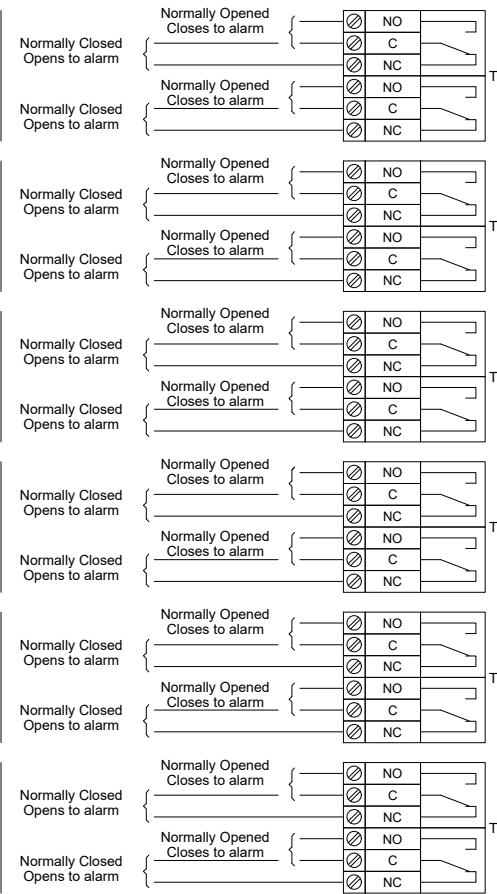 Normally Opened
Closes to alarm
NO
Normally Closed
Opens to alarm
C
NC
T
Normally Opened
Closes to alarm
NO
Normally Closed
Opens to alarm
C
NC
Normally Opened
Closes to alarm
NO
Normally Closed
Opens to alarm
C
NC
T
Normally Opened
Closes to alarm
NO
Normally Closed
Opens to alarm
C
NC
Normally Opened
Closes to alarm
NO
Normally Closed
Opens to alarm
C
NC
T
Normally Opened
Closes to alarm
NO
Normally Closed
Opens to alarm
C
NC
Normally Opened
Closes to alarm
NO
Normally Closed
Opens to alarm
C
NC
T
Normally Opened
Closes to alarm
NO
Normally Closed
Opens to alarm
C
NC
Normally Opened
Closes to alarm
NO
Normally Closed
Opens to alarm
C
NC
T
Normally Opened
Closes to alarm
NO
Normally Closed
Opens to alarm
C
NC
Normally Opened
Closes to alarm
NO
Normally Closed
Opens to alarm
C
NC
T
Normally Opened
Closes to alarm
NO
Normally Closed
Opens to alarm
C
NC